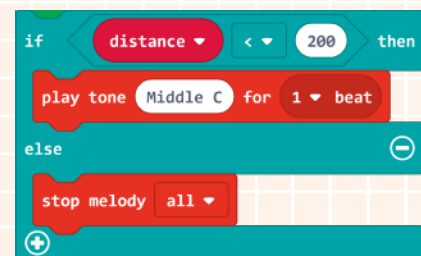 if distance < 200 then
play tone Middle C for 1 beat
else
stop melody all